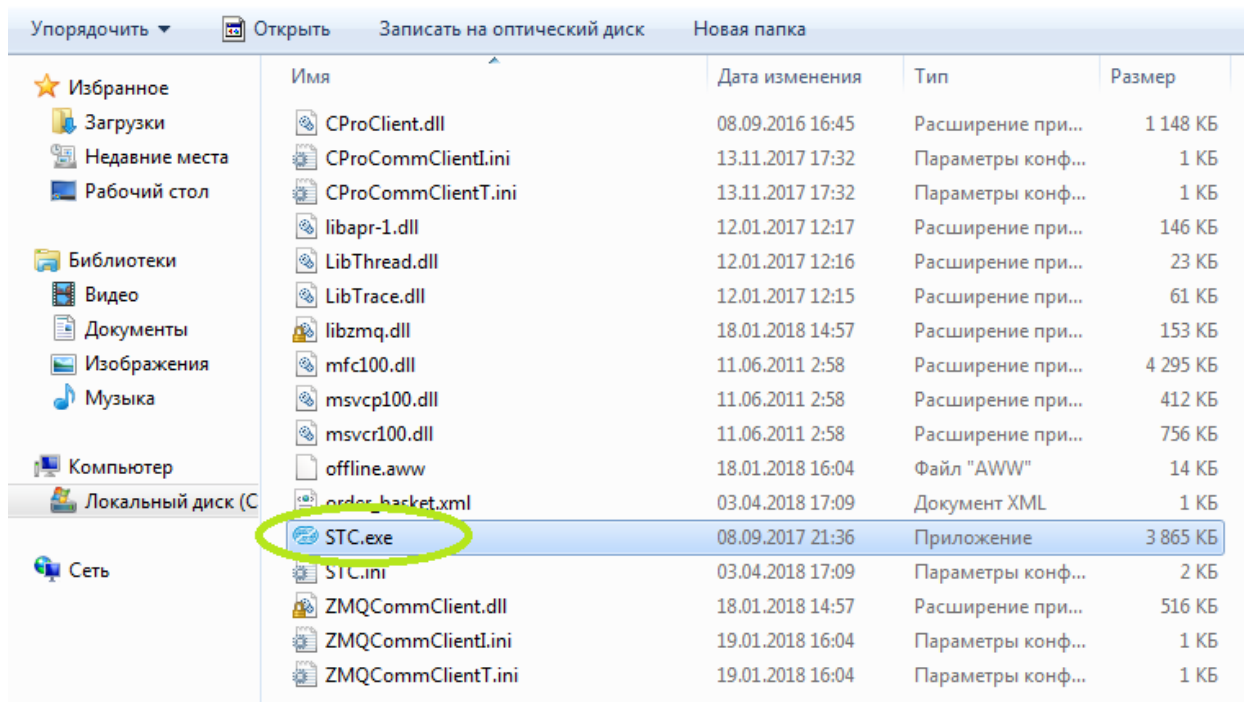 Упорядочить Открыть Записать на оптический диск Новая папка
Имя Дата изменения Тип Размер
Избранное
Загрузки
Недавние места
Рабочий стол
Библиотеки
Видео
Документы
Изображения
Музыка
Компьютер
Локальный диск (C
Сеть
CProClient.dll 08.09.2016 16:45 Расширение при... 1 148 КБ
CProCommClientI.ini 13.11.2017 17:32 Параметры конф... 1 КБ
CProCommClientT.ini 13.11.2017 17:32 Параметры конф... 1 КБ
libapr-1.dll 12.01.2017 12:17 Расширение при... 146 КБ
LibThread.dll 12.01.2017 12:16 Расширение при... 23 КБ
LibTrace.dll 12.01.2017 12:15 Расширение при... 61 КБ
libzmq.dll 18.01.2018 14:57 Расширение при... 153 КБ
mfc100.dll 11.06.2011 2:58 Расширение при... 4 295 КБ
msvcp100.dll 11.06.2011 2:58 Расширение при... 412 КБ
msvcr100.dll 11.06.2011 2:58 Расширение при... 756 КБ
offline.aww 18.01.2018 16:04 Файл "AWW" 14 КБ
order_basket.xml 03.04.2018 17:09 Документ XML 1 КБ
STC.exe 08.09.2017 21:36 Приложение 3 865 КБ
STC.ini 03.04.2018 17:09 Параметры конф... 2 КБ
ZMQCommClient.dll 18.01.2018 14:57 Расширение при... 516 КБ
ZMQCommClientI.ini 19.01.2018 16:04 Параметры конф... 1 КБ
ZMQCommClientT.ini 19.01.2018 16:04 Параметры конф... 1 КБ